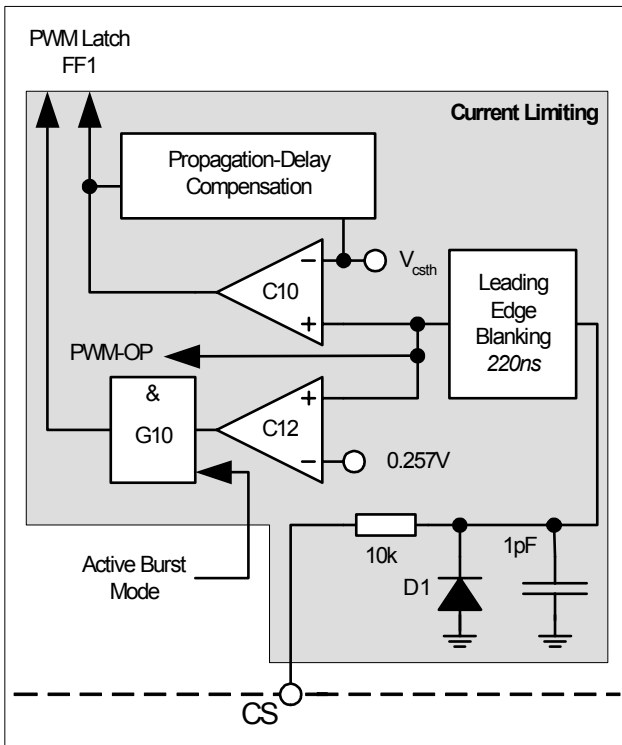 PWM Latch
FF1
Current Limiting
Propagation-Delay
Compensation
−
Vcsth
C10
+
Leading
Edge
Blanking
220ns
PWM-OP
&
G10
+
C12
−
0.257V
10k
1pF
D1
Active Burst
Mode
CS